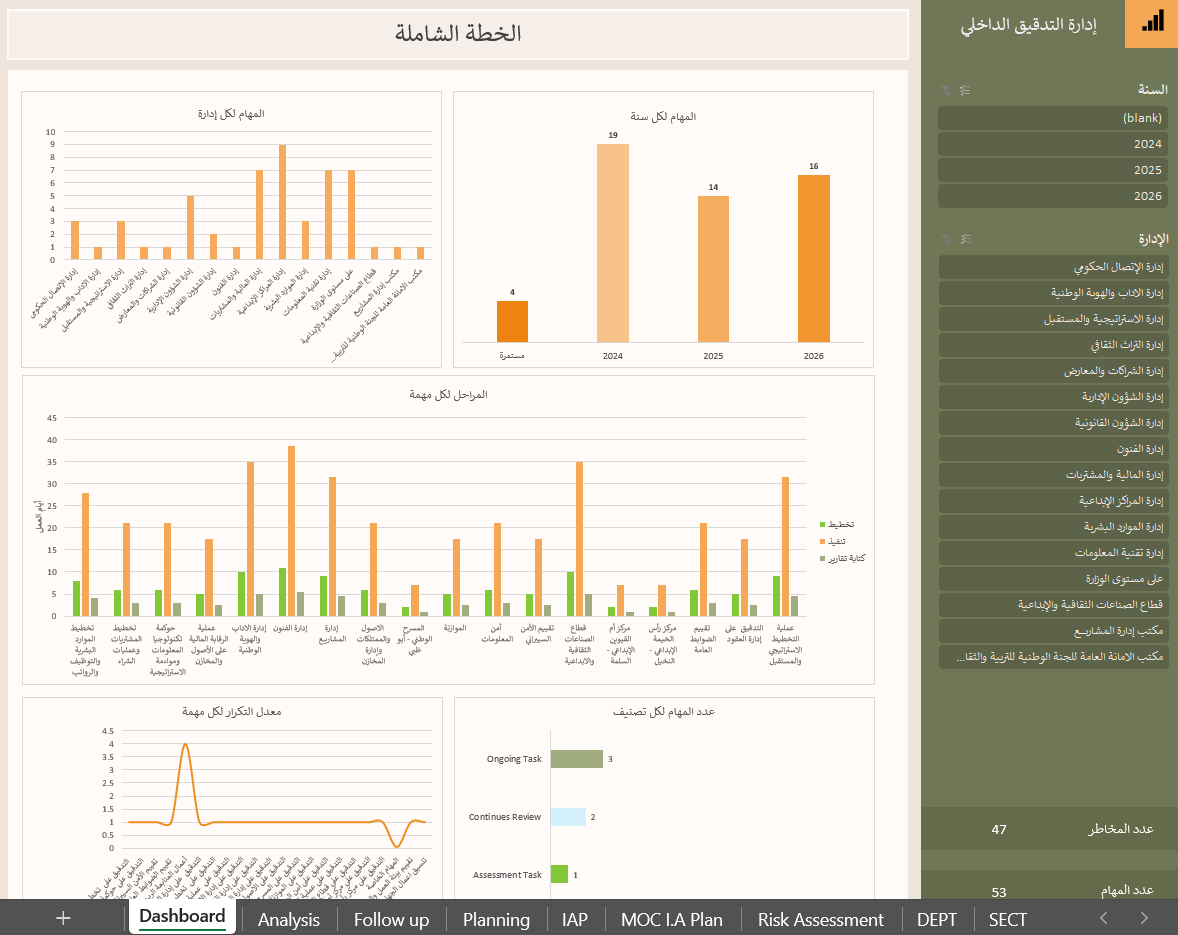 إدارة التدقيق الداخلي
الخطة الشاملة
السنة
(blank)
2024
2025
2026
الإدارة
إدارة الإتصال الحكومي
إدارة الاداب والهوية الوطنية
إدارة الاستراتيجية والمستقبل
إدارة التراث الثقافي
إدارة الشراكات والمعارض
إدارة الشؤون الإدارية
إدارة الشؤون القانونية
إدارة الفنون
إدارة المالية والمشتريات
إدارة المراكز الإبداعية
إدارة الموارد البشرية
إدارة تقنية المعلومات
على مستوى الوزارة
قطاع الصناعات الثقافية والإبداعية
مكتب إدارة المشاريع
مكتب الامانة العامة للجنة الوطنية للتربية والثقا...
عدد المخاطر
47
عدد المهام
53
المهام لكل سنة
19
14
16
4
مستمرة
2024
2025
2026
المهام لكل إدارة
10
9
8
7
6
5
4
3
2
1
0
إدارة الإتصال الحكومي
إدارة الاداب والهوية الوطنية
إدارة الاستراتيجية والمستقبل
إدارة التراث الثقافي
إدارة الشراكات والمعارض
إدارة الشؤون الإدارية
إدارة الشؤون القانونية
إدارة الفنون
إدارة المالية والمشتريات
إدارة المراكز الإبداعية
إدارة الموارد البشرية
إدارة تقنية المعلومات
على مستوى الوزارة
قطاع الصناعات الثقافية والإبداعية
مكتب إدارة المشاريع
مكتب الامانة العامة للجنة الوطنية للتربية...
المراحل لكل مهمة
أيام العمل
45
40
35
30
25
20
15
10
5
0
تخطيط
تنفيذ
كتابة تقارير
تخطيط الموارد البشرية والتوظيف والرواتب
تخطيط المشتريات وعمليات الشراء
حوكمة تكنولوجيا المعلومات ومواءمة الاستراتيجية
عملية الرقابة المالية على الأصول والمخازن
إدارة الاداب والهوية الوطنية
إدارة الفنون
إدارة المشاريع
الاصول والممتلكات وإدارة المخازن
المسرح الوطني - أبو ظبي
الموازنة
أمن المعلومات
تقييم الأمن السيبراني
قطاع الصناعات الثقافية والابداعية
مركز أم القيوين الإبداعي - السلمة
مركز رأس الخيمة الإبداعي - النخيل
تقييم الضوابط العامة
التدقيق على إدارة العقود
عملية التخطيط الاستراتيجي والمستقبل
عدد المهام لكل تصنيف
Ongoing Task
3
Continues Review
2
Assessment Task
1
معدل التكرار لكل مهمة
4.5
4
3.5
3
2.5
2
1.5
1
0.5
0
Dashboard
Analysis
Follow up
Planning
IAP
MOC I.A Plan
Risk Assessment
DEPT
SECT